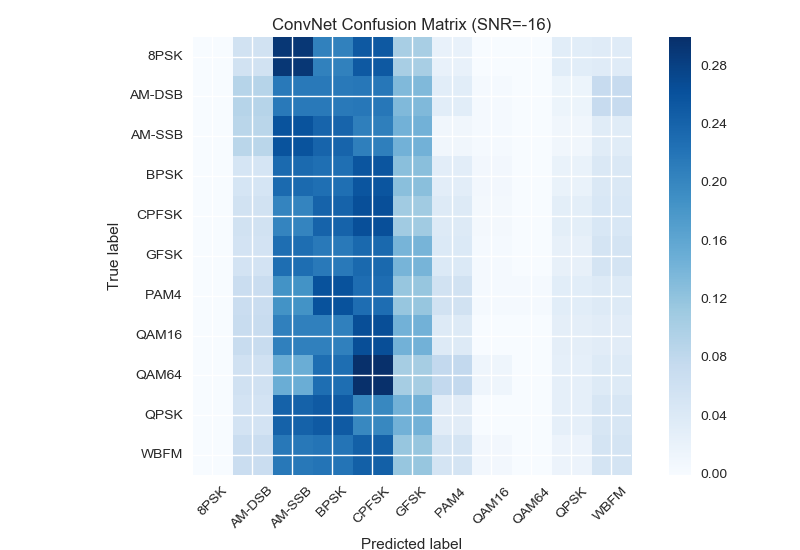 ConvNet Confusion Matrix (SNR=-16)
8PSK
AM-DSB
AM-SSB
BPSK
CPFSK
GFSK
PAM4
QAM16
QAM64
QPSK
WBFM
True label
8PSK
AM-DSB
AM-SSB
BPSK
CPFSK
GFSK
PAM4
QAM16
QAM64
QPSK
WBFM
Predicted label
0.28
0.24
0.20
0.16
0.12
0.08
0.04
0.00